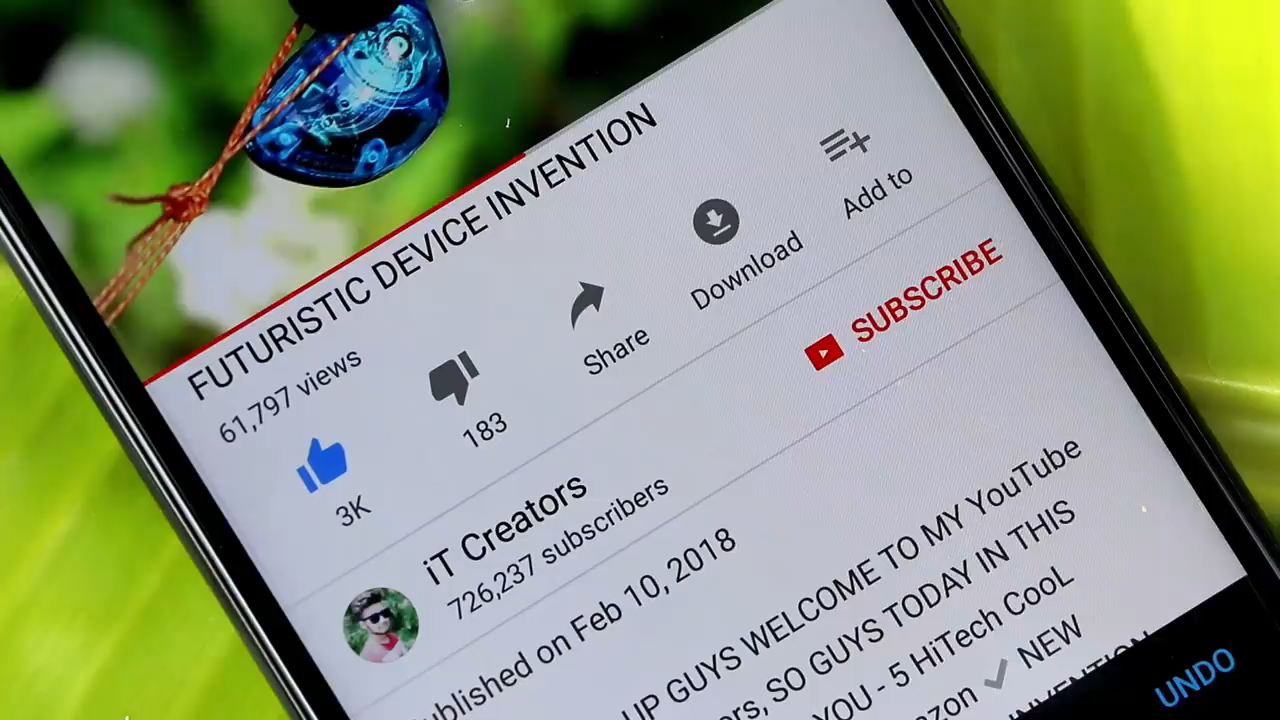 FUTURISTIC DEVICE INVENTION
61,797 views
3K
183
Share
Download
Add to
iT Creators
726,237 subscribers
SUBSCRIBE
ublished on Feb 10, 2018
UP GUYS WELCOME TO MY YouTube
ers, SO GUYS TODAY IN THIS
YOU - 5 HiTech CooL
azon ✔ NEW
INVENTION
UNDO